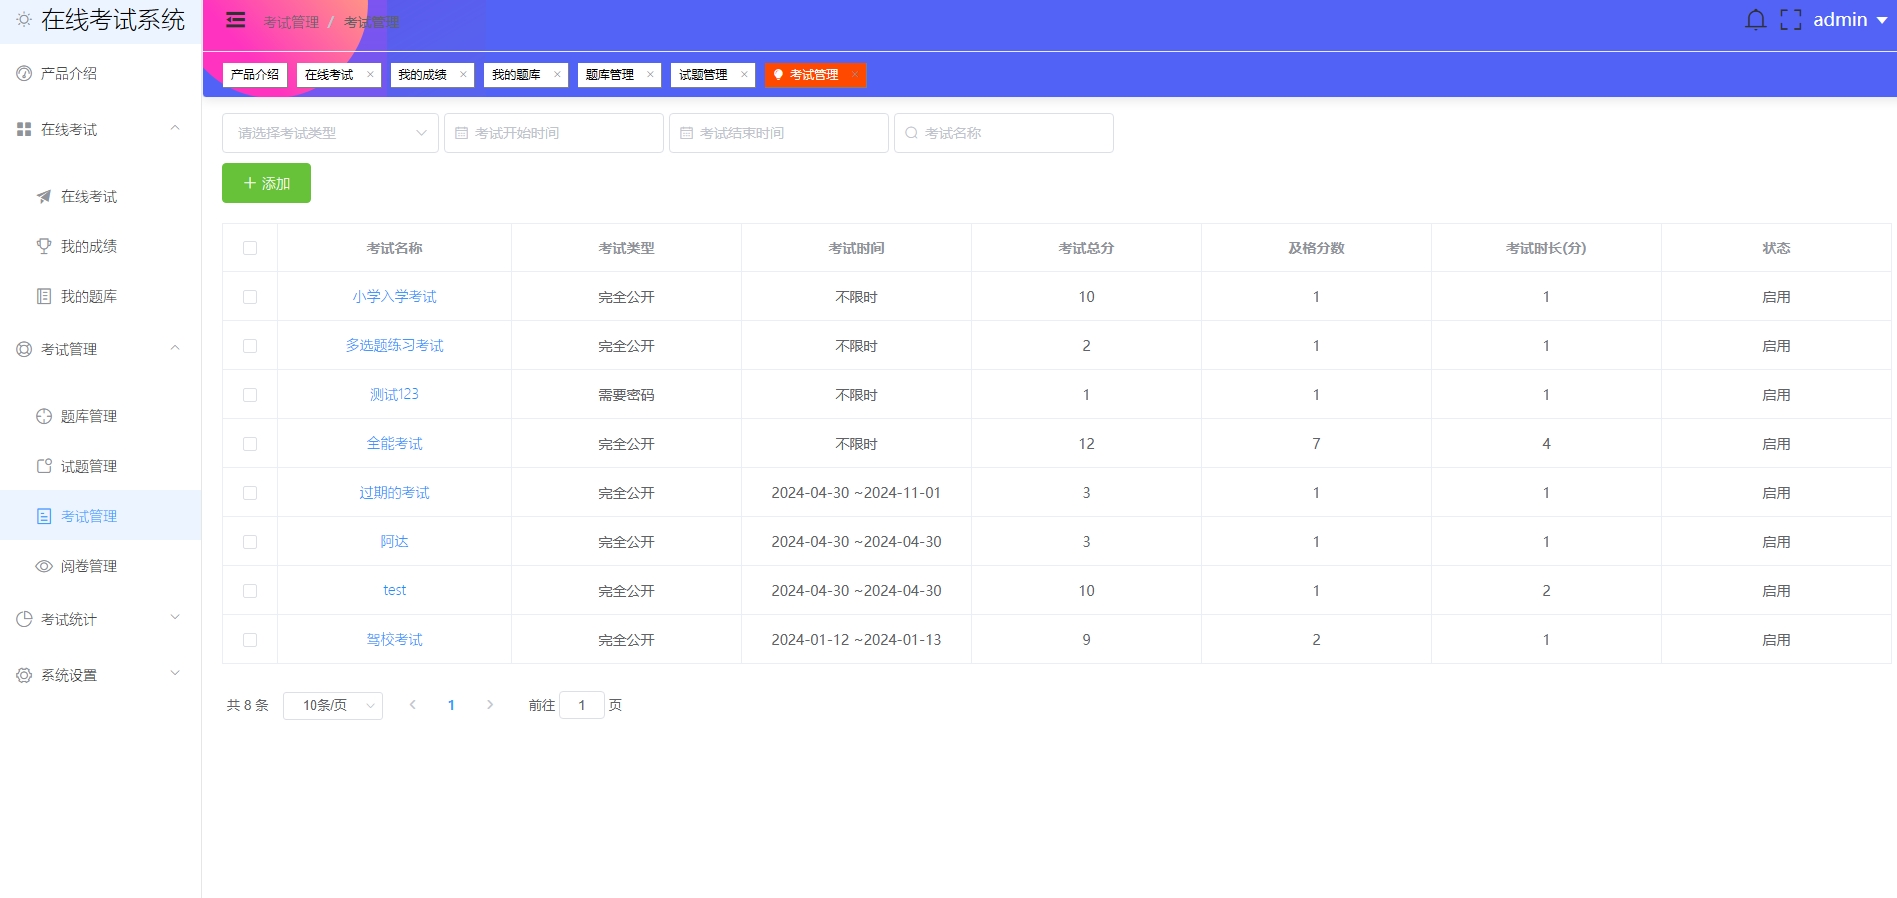 在线考试系统
考试管理 / 考试管理
admin
产品介绍
在线考试 ×
我的成绩 ×
我的题库 ×
题库管理 ×
试题管理 ×
考试管理 ×
产品介绍
在线考试
在线考试
我的成绩
我的题库
考试管理
题库管理
试题管理
考试管理
阅卷管理
考试统计
系统设置
请选择考试类型
考试开始时间
考试结束时间
考试名称
+ 添加
考试名称 考试类型 考试时间 考试总分 及格分数 考试时长(分) 状态
小学入学考试 完全公开 不限时 10 1 1 启用
多选题练习考试 完全公开 不限时 2 1 1 启用
测试123 需要密码 不限时 1 1 1 启用
全能考试 完全公开 不限时 12 7 4 启用
过期的考试 完全公开 2024-04-30 ~2024-11-01 3 1 1 启用
阿达 完全公开 2024-04-30 ~2024-04-30 3 1 1 启用
test 完全公开 2024-04-30 ~2024-04-30 10 1 2 启用
驾校考试 完全公开 2024-01-12 ~2024-01-13 9 2 1 启用
共 8 条 10条/页 < 1 > 前往 1 页